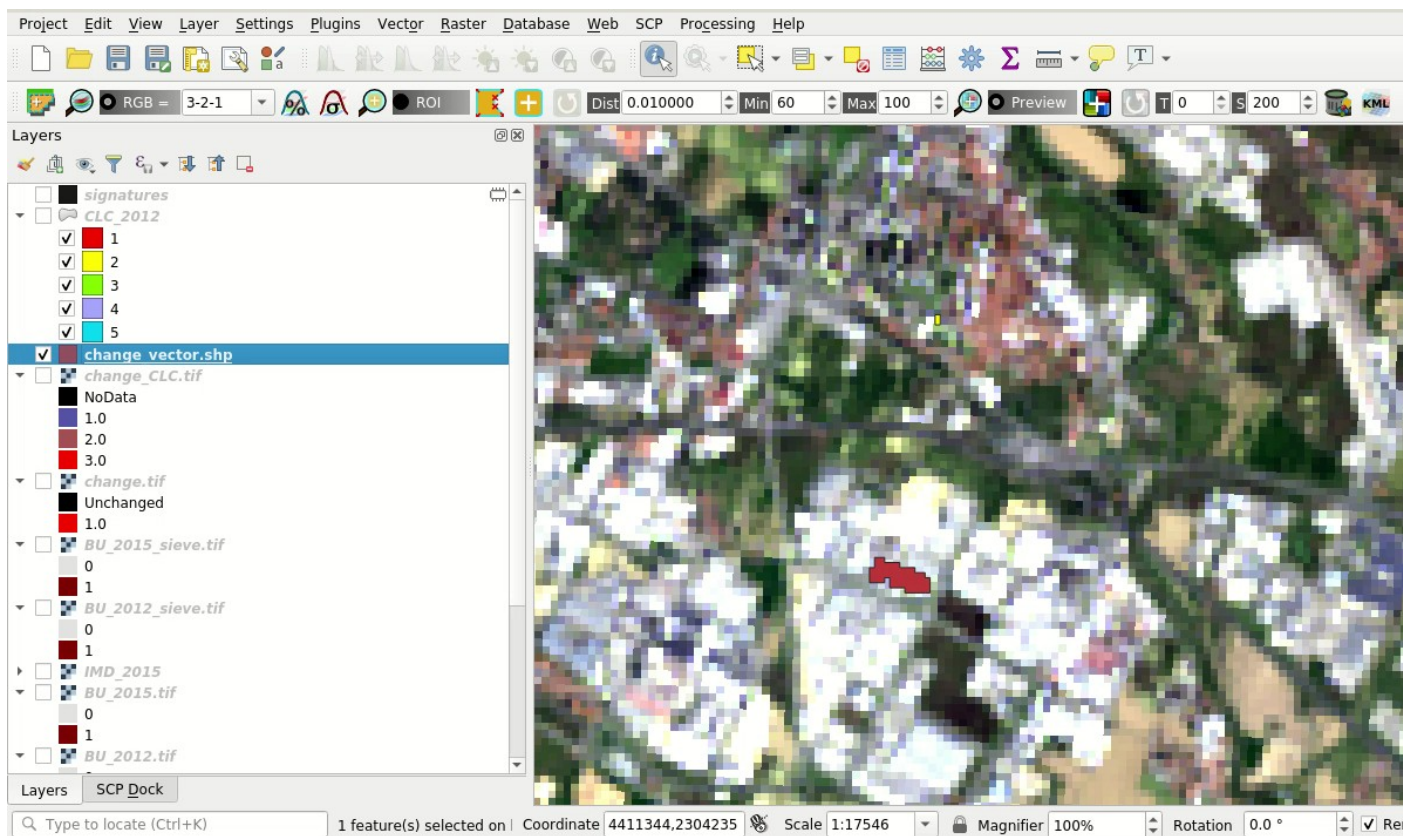 Project Edit View Layer Settings Plugins Vector Raster Database Web SCP Processing Help
RGB = 3-2-1 ROI Dist 0.010000 Min 60 Max 100 Preview T 0 S 200 KML
Layers
signatures
CLC_2012
1
2
3
4
5
change_vector.shp
change_CLC.tif
NoData
1.0
2.0
3.0
change.tif
Unchanged
1.0
BU_2015_sieve.tif
0
1
BU_2012_sieve.tif
0
1
IMD_2015
BU_2015.tif
0
1
BU_2012.tif
Layers SCP Dock
Type to locate (Ctrl+K) 1 feature(s) selected on Coordinate 4411344,2304235 Scale 1:17546 Magnifier 100% Rotation 0.0 °